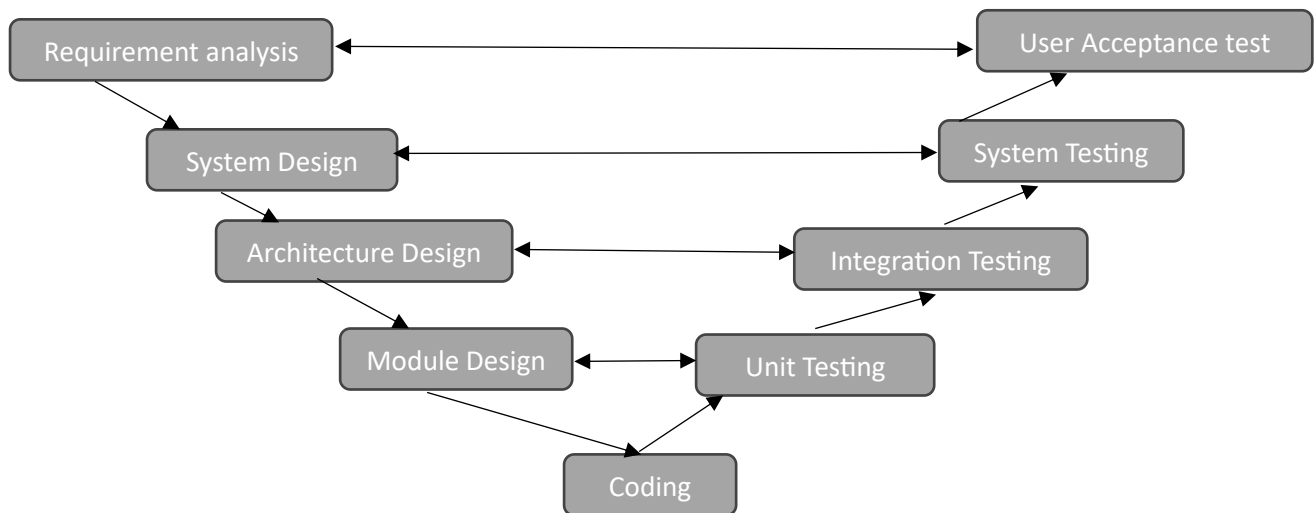 Requirement analysis
User Acceptance test
System Design
System Testing
Architecture Design
Integration Testing
Module Design
Unit Testing
Coding